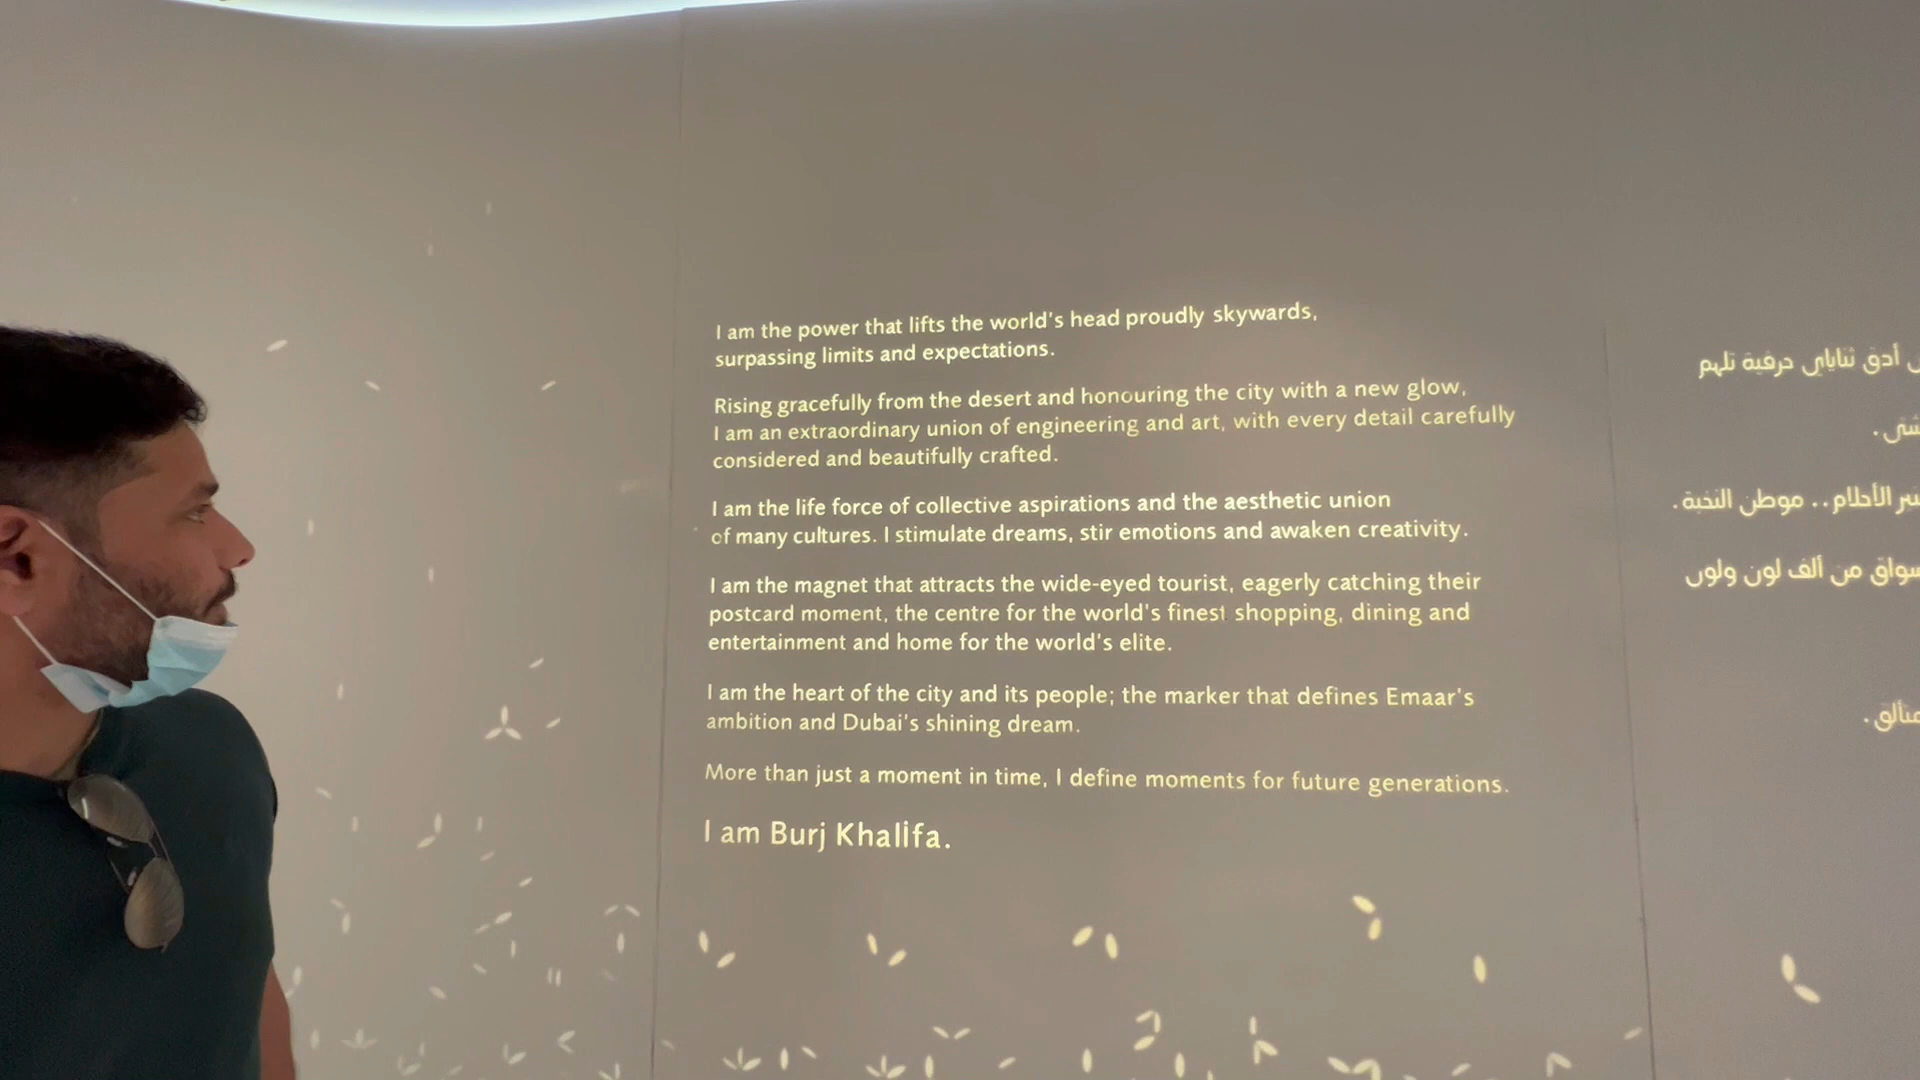 I am the power that lifts the world's head proudly skywards,
surpassing limits and expectations.
Rising gracefully from the desert and honouring the city with a new glow,
I am an extraordinary union of engineering and art, with every detail carefully
considered and beautifully crafted.
I am the life force of collective aspirations and the aesthetic union
of many cultures. I stimulate dreams, stir emotions and awaken creativity.
I am the magnet that attracts the wide-eyed tourist, eagerly catching their
postcard moment, the centre for the world's finest shopping, dining and
entertainment and home for the world's elite.
I am the heart of the city and its people; the marker that defines Emaar's
ambition and Dubai's shining dream.
More than just a moment in time, I define moments for future generations.
I am Burj Khalifa.
أدق ثناياي حرفية تلهم
الأحلام.. موطن النخبة.
من ألف لون ولون